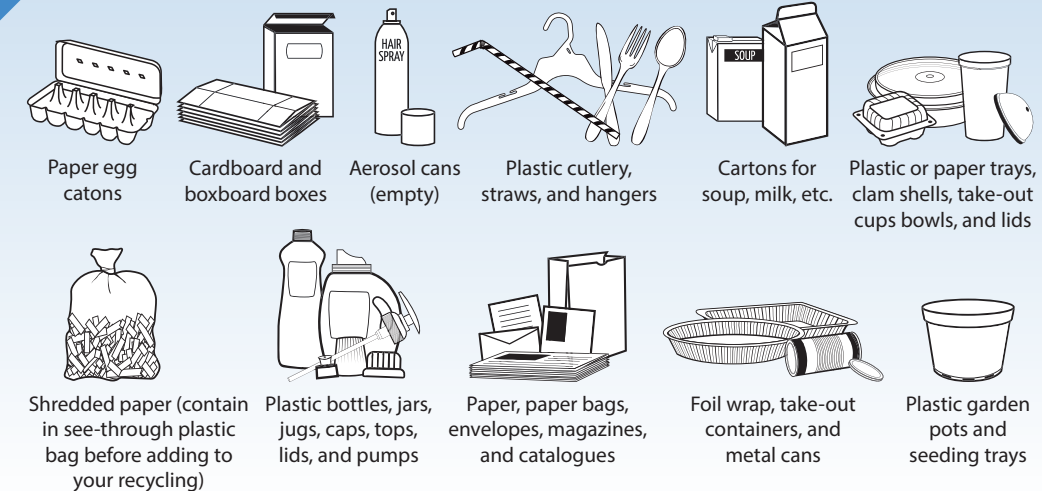 HAIR
SPRAY
SOUP
Paper egg
catons
Cardboard and
boxboard boxes
Aerosol cans
(empty)
Plastic cutlery,
straws, and hangers
Cartons for
soup, milk, etc.
Plastic or paper trays,
clam shells, take-out
cups bowls, and lids
Shredded paper (contain
in see-through plastic
bag before adding to
your recycling)
Plastic bottles, jars,
jugs, caps, tops,
lids, and pumps
Paper, paper bags,
envelopes, magazines,
and catalogues
Foil wrap, take-out
containers, and
metal cans
Plastic garden
pots and
seeding trays